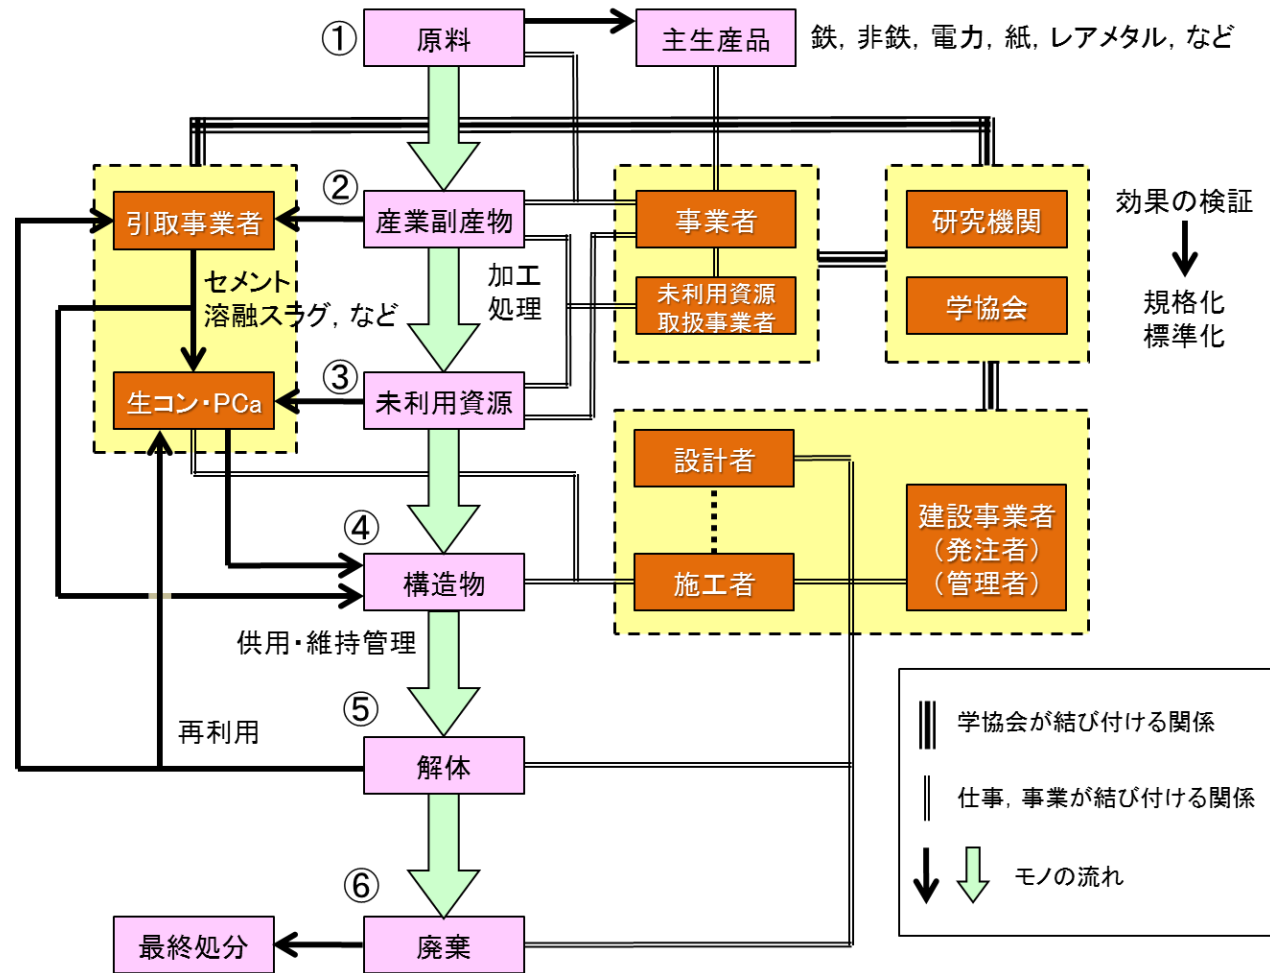 ① 原料
主生産品
鉄, 非鉄, 電力, 紙, レアメタル, など
② 産業副産物
引取事業者
事業者
研究機関
効果の検証
セメント
溶融スラグ, など
加工
処理
未利用資源
取扱事業者
学協会
規格化
標準化
③ 未利用資源
生コン・PCa
設計者
④ 構造物
施工者
建設事業者
(発注者)
(管理者)
供用・維持管理
⑤ 解体
再利用
学協会が結び付ける関係
仕事, 事業が結び付ける関係
モノの流れ
⑥ 廃棄
最終処分